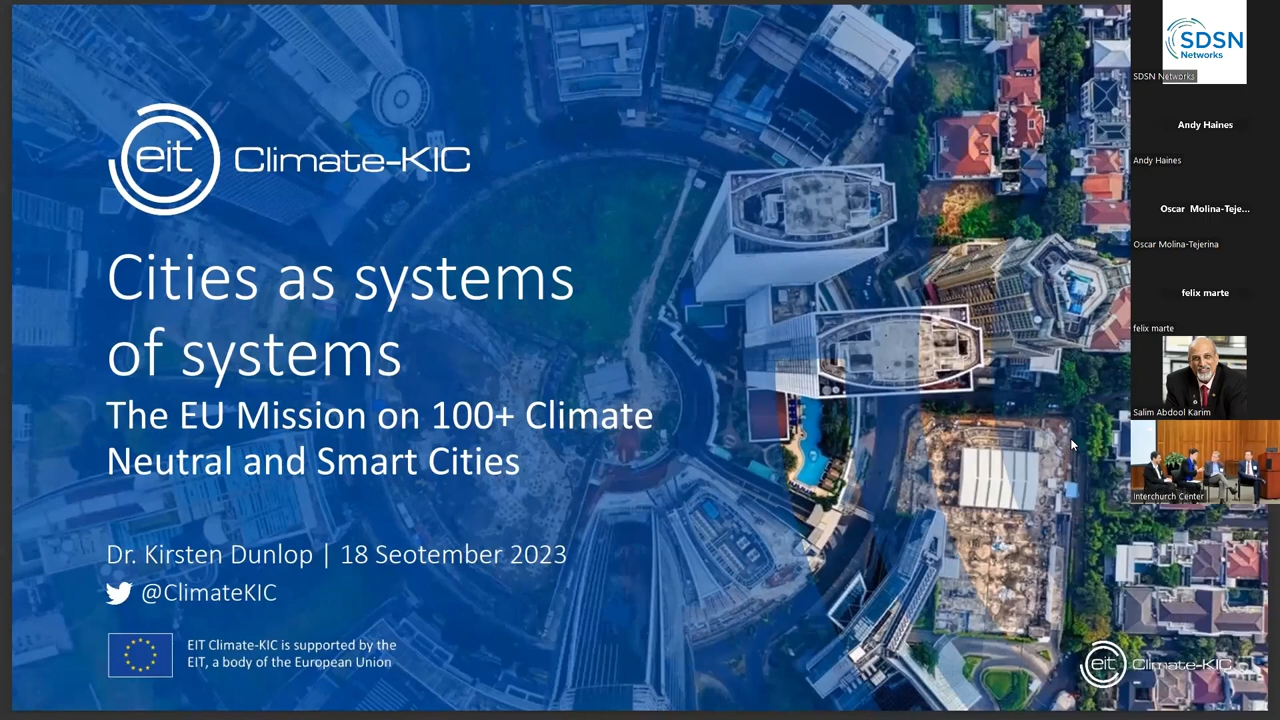 eit Climate-KIC
Cities as systems
of systems
The EU Mission on 100+ Climate
Neutral and Smart Cities
Dr. Kirsten Dunlop | 18 Seotember 2023
@ClimateKIC
EIT Climate-KIC is supported by the
EIT, a body of the European Union
eit Climate-KIC
SDSN
Networks
SDSN Networks
Andy Haines
Andy Haines
Oscar Molina-Teje...
Oscar Molina-Tejerina
felix marte
felix marte
Salim Abdool Karim
Interchurch Center